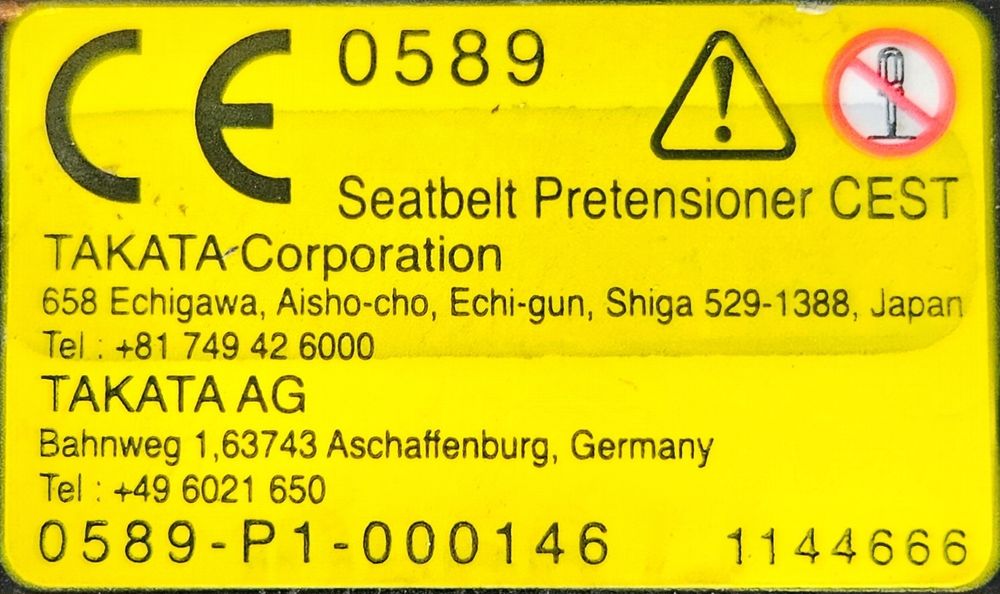 CE 0589
Seatbelt Pretensioner CEST
TAKATA Corporation
658 Echigawa, Aisho-cho, Echi-gun, Shiga 529-1388, Japan
Tel : +81 749 42 6000
TAKATA AG
Bahnweg 1,63743 Aschaffenburg, Germany
Tel : +49 6021 650
0589-P1-000146 1144666